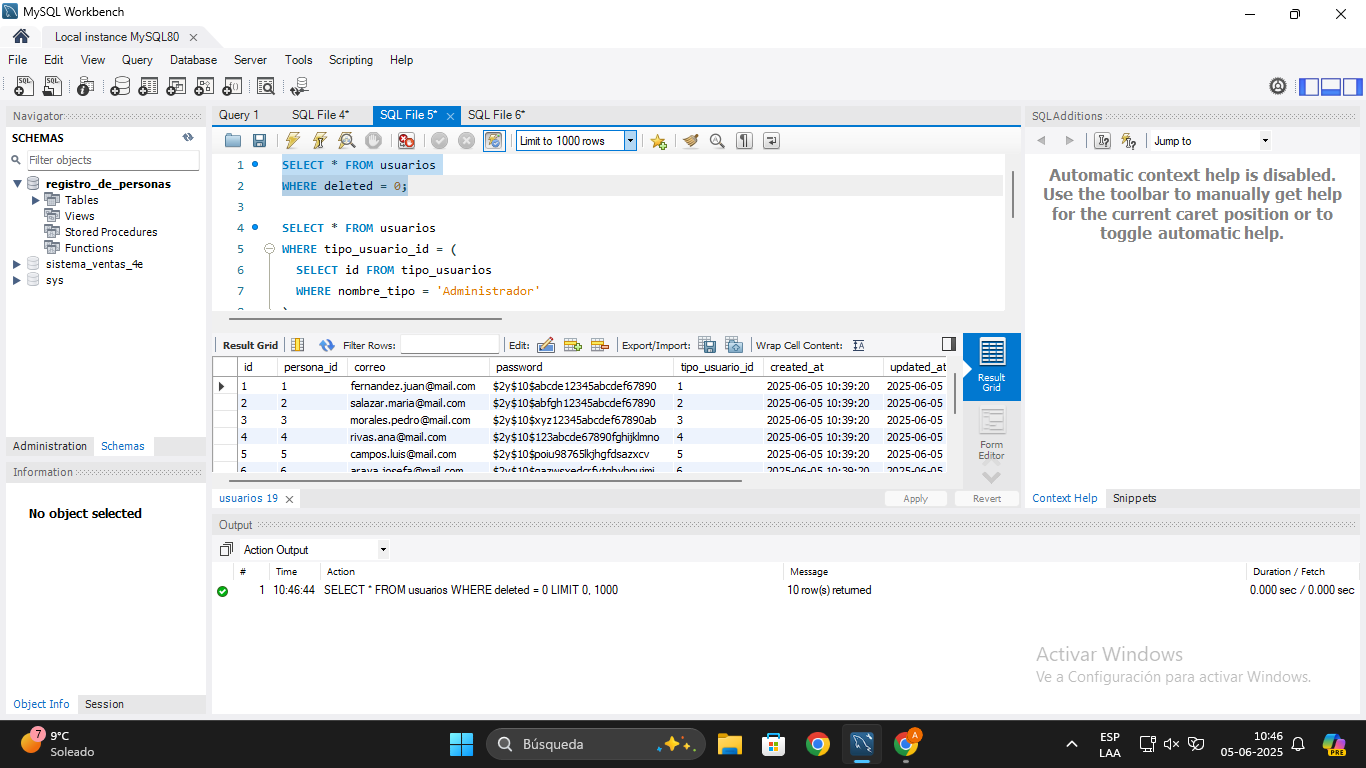 MySQL Workbench
Local instance MySQL80
File Edit View Query Database Server Tools Scripting Help
Navigator
SCHEMAS
Filter objects
registro_de_personas
Tables
Views
Stored Procedures
Functions
sistema_ventas_4e
sys
Administration Schemas
Information
No object selected
Object Info Session
Query 1 SQL File 4* SQL File 5* SQL File 6*
Limit to 1000 rows
1 SELECT * FROM usuarios
2 WHERE deleted = 0;
3
4 SELECT * FROM usuarios
5 WHERE tipo_usuario_id = (
6 SELECT id FROM tipo_usuarios
7 WHERE nombre_tipo = 'Administrador'
Result Grid Filter Rows: Edit: Export/Import: Wrap Cell Content:
id persona_id correo password tipo_usuario_id created_at updated_at
1 1 fernandez.juan@mail.com $2y$10$abcde12345abcdef67890 1 2025-06-05 10:39:20 2025-06-05
2 2 salazar.maria@mail.com $2y$10$abfgh12345abcdef67890 2 2025-06-05 10:39:20 2025-06-05
3 3 morales.pedro@mail.com $2y$10$xyz12345abcdef67890ab 3 2025-06-05 10:39:20 2025-06-05
4 4 rivas.ana@mail.com $2y$10$123abcde67890fghijklmno 4 2025-06-05 10:39:20 2025-06-05
5 5 campos.luis@mail.com $2y$10$poiu98765lkjhgfdsazxcv 5 2025-06-05 10:39:20 2025-06-05
6 6 araya.josefa@mail.com 6 2025-06-05 10:39:20 2025-06-05
Result
Grid
Form
Editor
usuarios 19
Apply Revert
SQLAdditions
Jump to
Automatic context help is disabled.
Use the toolbar to manually get help
for the current caret position or to
toggle automatic help.
Context Help Snippets
Output
Action Output
# Time Action Message Duration / Fetch
1 10:46:44 SELECT * FROM usuarios WHERE deleted = 0 LIMIT 0, 1000 10 row(s) returned 0.000 sec / 0.000 sec
Activar Windows
Ve a Configuración para activar Windows.
7
9°C
Soleado
Búsqueda
A
ESP
LAA
10:46
05-06-2025
PRE